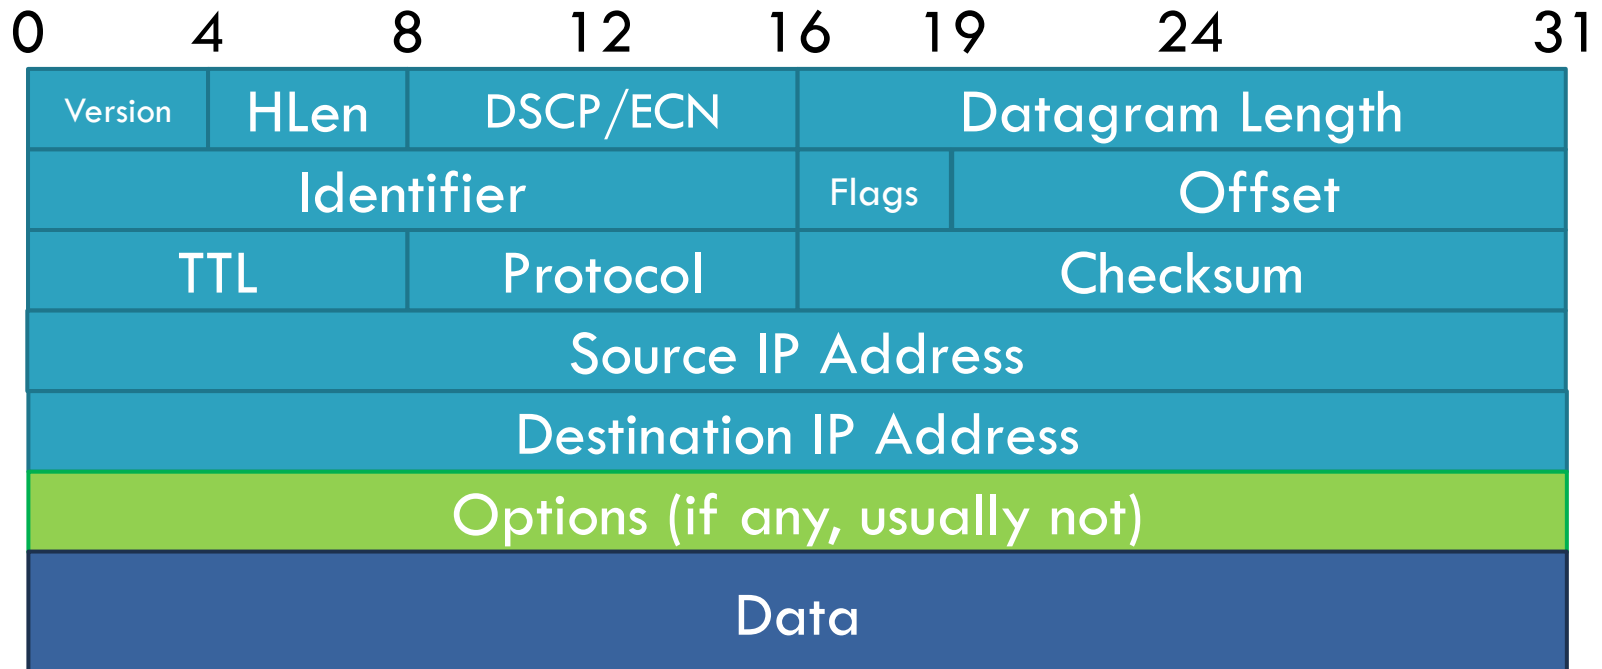 0 4 8 12 16 19 24 31
Version HLen DSCP/ECN Datagram Length
Identifier Flags Offset
TTL Protocol Checksum
Source IP Address
Destination IP Address
Options (if any, usually not)
Data